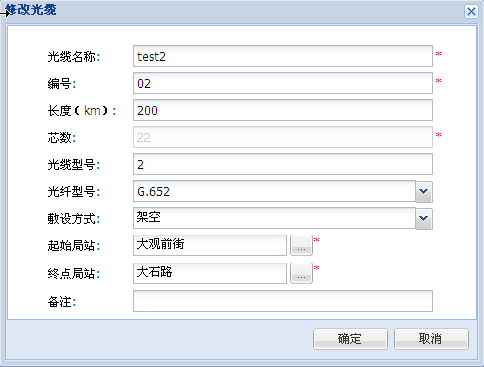 修改光缆
光缆名称: test2 *
编号: 02 *
长度（km）: 200
芯数: 22 *
光缆型号: 2
光纤型号: G.652
敷设方式: 架空
起始局站: 大观前街 ... *
终点局站: 大石路 ... *
备注:
确定 取消